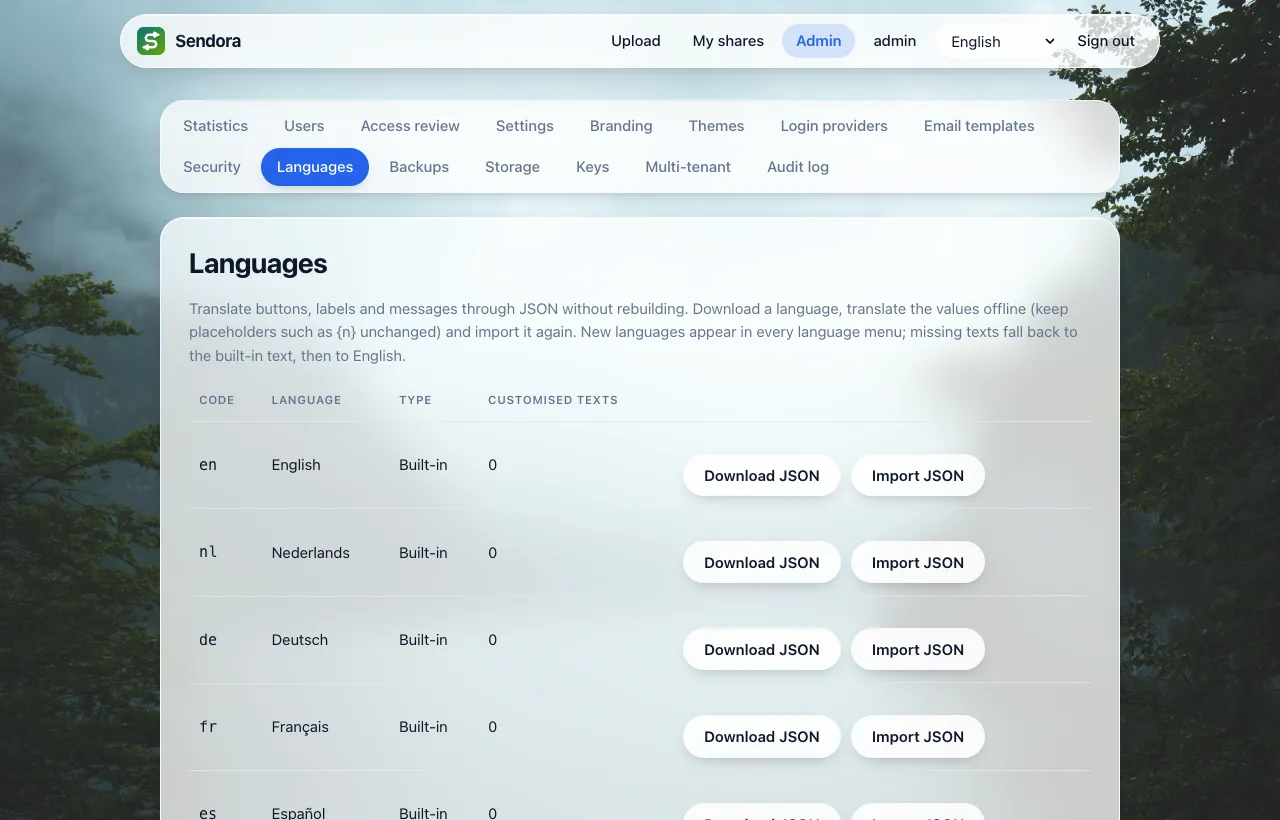 Sendora Upload My shares Admin admin English Sign out
Statistics Users Access review Settings Branding Themes Login providers Email templates
Security Languages Backups Storage Keys Multi-tenant Audit log
Languages
Translate buttons, labels and messages through JSON without rebuilding. Download a language, translate the values offline (keep
placeholders such as {n} unchanged) and import it again. New languages appear in every language menu; missing texts fall back to
the built-in text, then to English.
CODE LANGUAGE TYPE CUSTOMISED TEXTS
en English Built-in 0 Download JSON Import JSON
nl Nederlands Built-in 0 Download JSON Import JSON
de Deutsch Built-in 0 Download JSON Import JSON
fr Français Built-in 0 Download JSON Import JSON
es Español Built-in 0